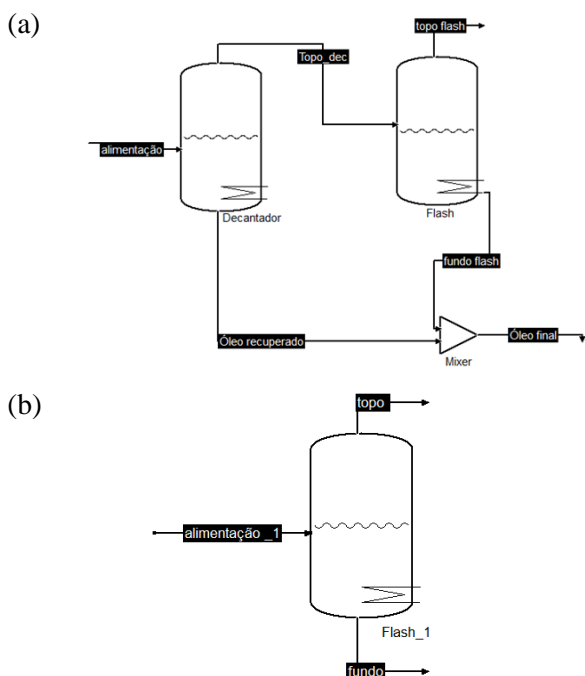 (a)
topo flash
Topo_dec
alimentação
Decantador
Flash
fundo flash
Óleo recuperado
Óleo final
Mixer
(b)
topo
alimentação _1
Flash_1
fundo